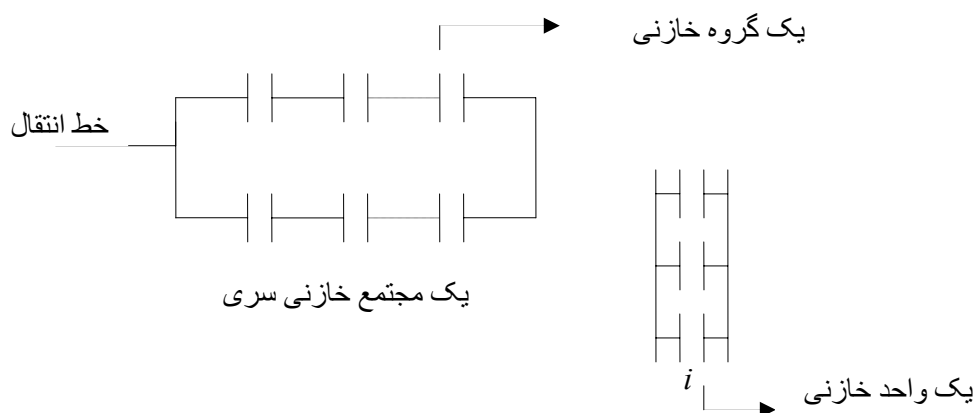 یک گروه خازنی
خط انتقال
یک مجتمع خازنی سری
i
یک واحد خازنی